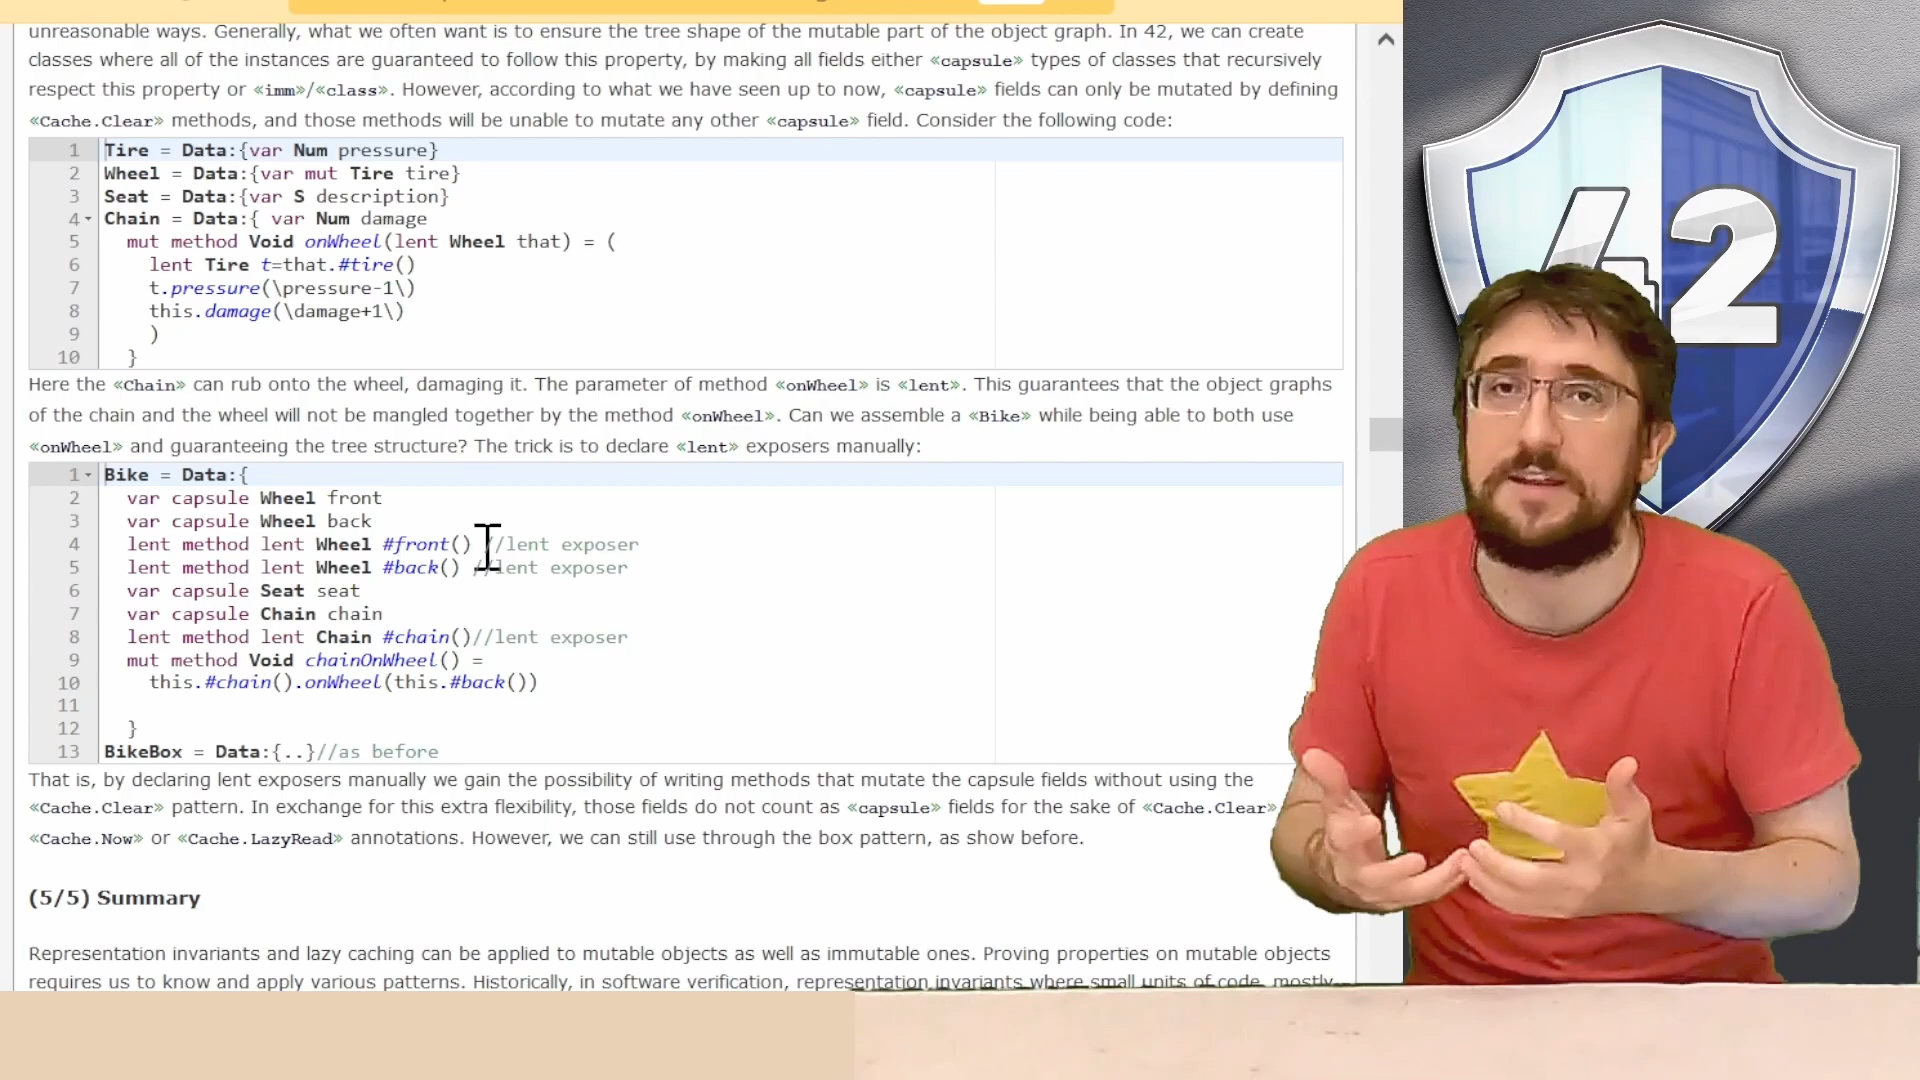 unreasonable ways. Generally, what we often want is to ensure the tree shape of the mutable part of the object graph. In 42, we can create
classes where all of the instances are guaranteed to follow this property, by making all fields either «capsule» types of classes that recursively
respect this property or «imm»/«class». However, according to what we have seen up to now, «capsule» fields can only be mutated by defining
«Cache.Clear» methods, and those methods will be unable to mutate any other «capsule» field. Consider the following code:
1 Tire = Data:{var Num pressure}
2 Wheel = Data:{var mut Tire tire}
3 Seat = Data:{var S description}
4 Chain = Data:{ var Num damage
5 mut method Void onWheel(lent Wheel that) = (
6 lent Tire t=that.#tire()
7 t.pressure(\pressure-1\)
8 this.damage(\damage+1\)
9 )
10 }
Here the «Chain» can rub onto the wheel, damaging it. The parameter of method «onWheel» is «lent». This guarantees that the object graphs
of the chain and the wheel will not be mangled together by the method «onWheel». Can we assemble a «Bike» while being able to both use
«onWheel» and guaranteeing the tree structure? The trick is to declare «lent» exposers manually:
1 Bike = Data:{
2 var capsule Wheel front
3 var capsule Wheel back
4 lent method lent Wheel #front() //lent exposer
5 lent method lent Wheel #back() //lent exposer
6 var capsule Seat seat
7 var capsule Chain chain
8 lent method lent Chain #chain()//lent exposer
9 mut method Void chainOnWheel() =
10 this.#chain().onWheel(this.#back())
11
12 }
13 BikeBox = Data:{..}//as before
That is, by declaring lent exposers manually we gain the possibility of writing methods that mutate the capsule fields without using the
«Cache.Clear» pattern. In exchange for this extra flexibility, those fields do not count as «capsule» fields for the sake of «Cache.Clear»
«Cache.Now» or «Cache.LazyRead» annotations. However, we can still use through the box pattern, as show before.
(5/5) Summary
Representation invariants and lazy caching can be applied to mutable objects as well as immutable ones. Proving properties on mutable objects
requires us to know and apply various patterns. Historically, in software verification, representation invariants where small units of code, mostly
42